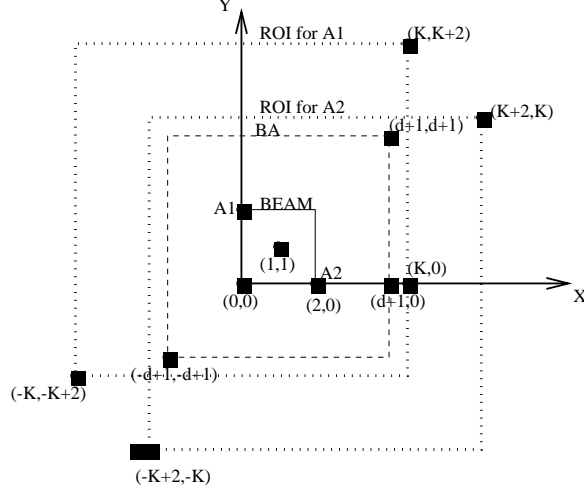 Y
ROI for A1
(K,K+2)
ROI for A2
(K+2,K)
(d+1,d+1)
BA
A1
BEAM
(1,1)
A2
(K,0)
(0,0)
(2,0)
(d+1,0)
X
(-d+1,-d+1)
(-K,-K+2)
(-K+2,-K)